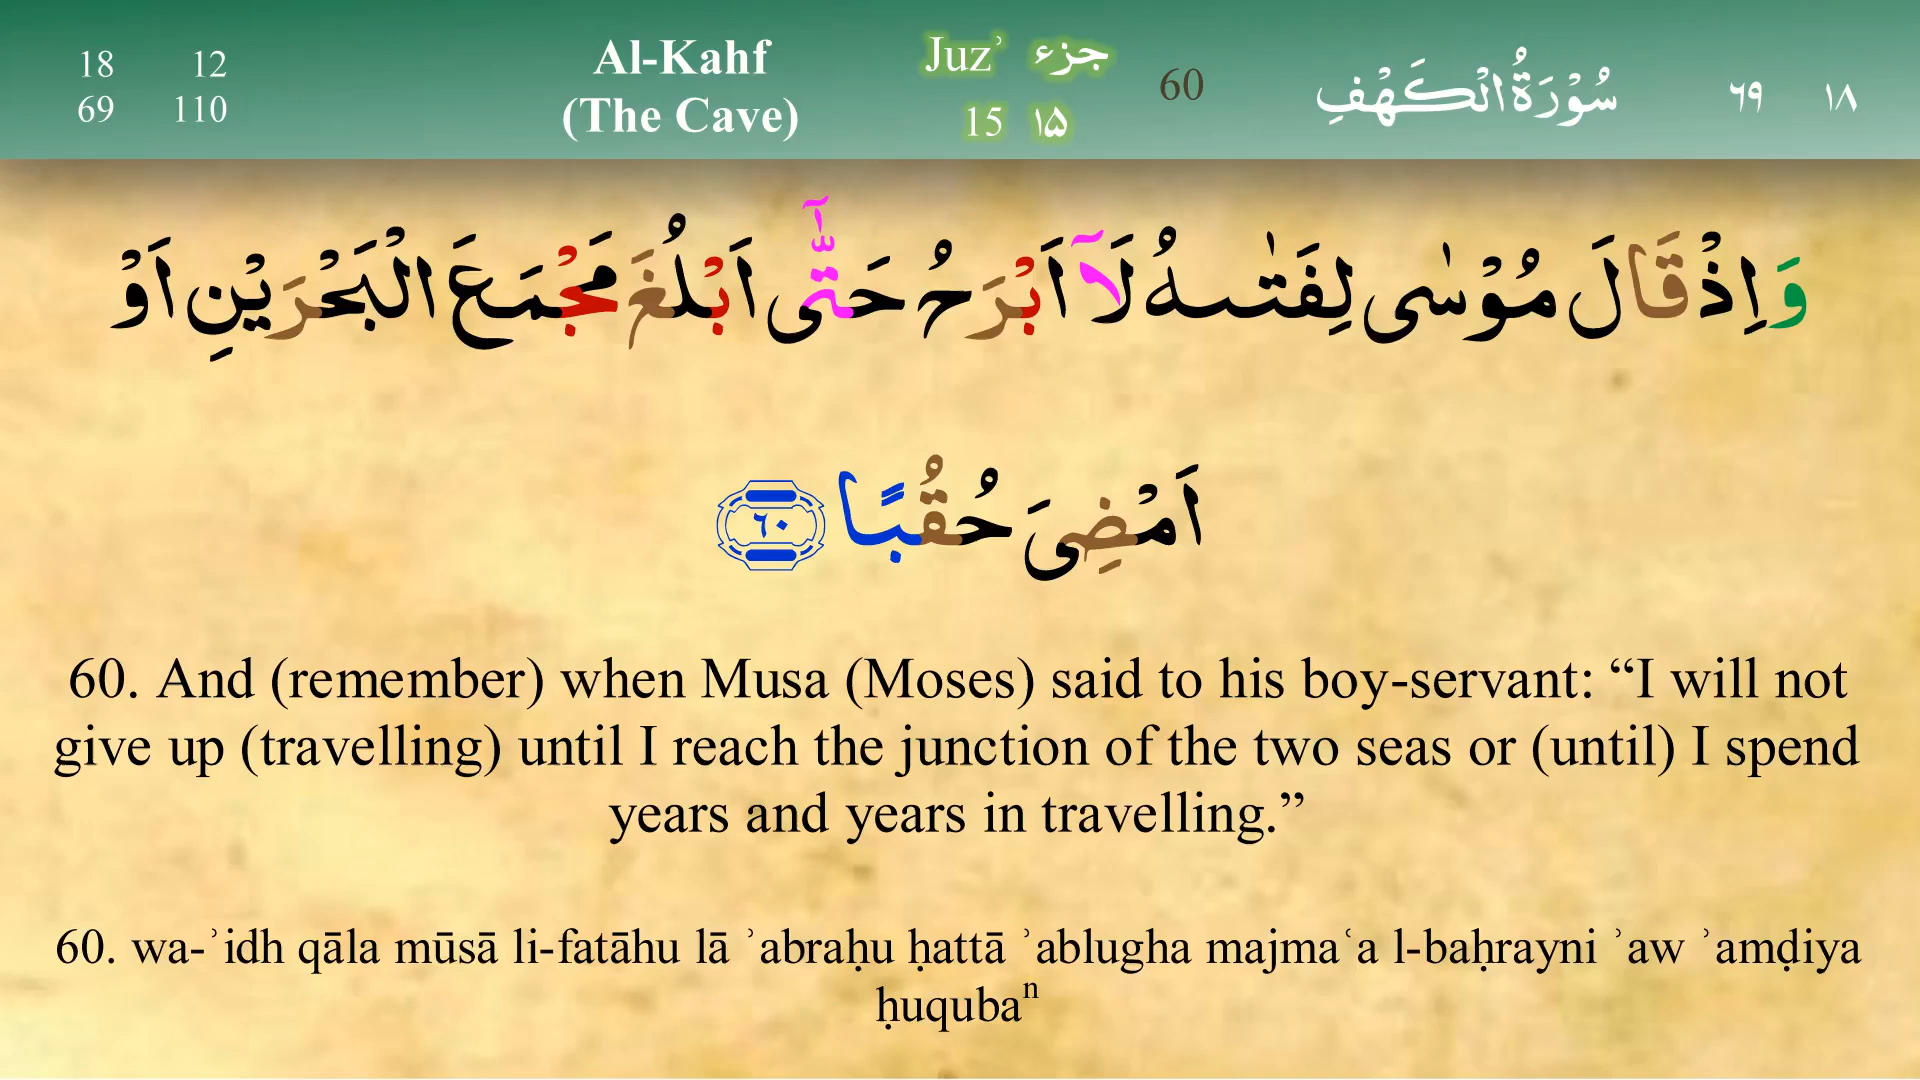 18 12
69 110
Al-Kahf
(The Cave)
Juzʾ جزء
15 ۱۵
60
سُوْرَةُ الْكَهْفِ
٦٩ ١٨
وَاِذْ قَالَ مُوْسٰى لِفَتٰٮهُ لَاۤ اَبْرَحُ حَتّٰۤى اَبْلُغَ مَجْمَعَ الْبَحْرَيْنِ اَوْ
اَمْضِىَ حُقُبًا ٦٠
60. And (remember) when Musa (Moses) said to his boy-servant: “I will not
give up (travelling) until I reach the junction of the two seas or (until) I spend
years and years in travelling.”
60. wa-ʾidh qāla mūsā li-fatāhu lā ʾabraḥu ḥattā ʾablugha majmaʿa l-baḥrayni ʾaw ʾamḍiya
ḥuqubaⁿ